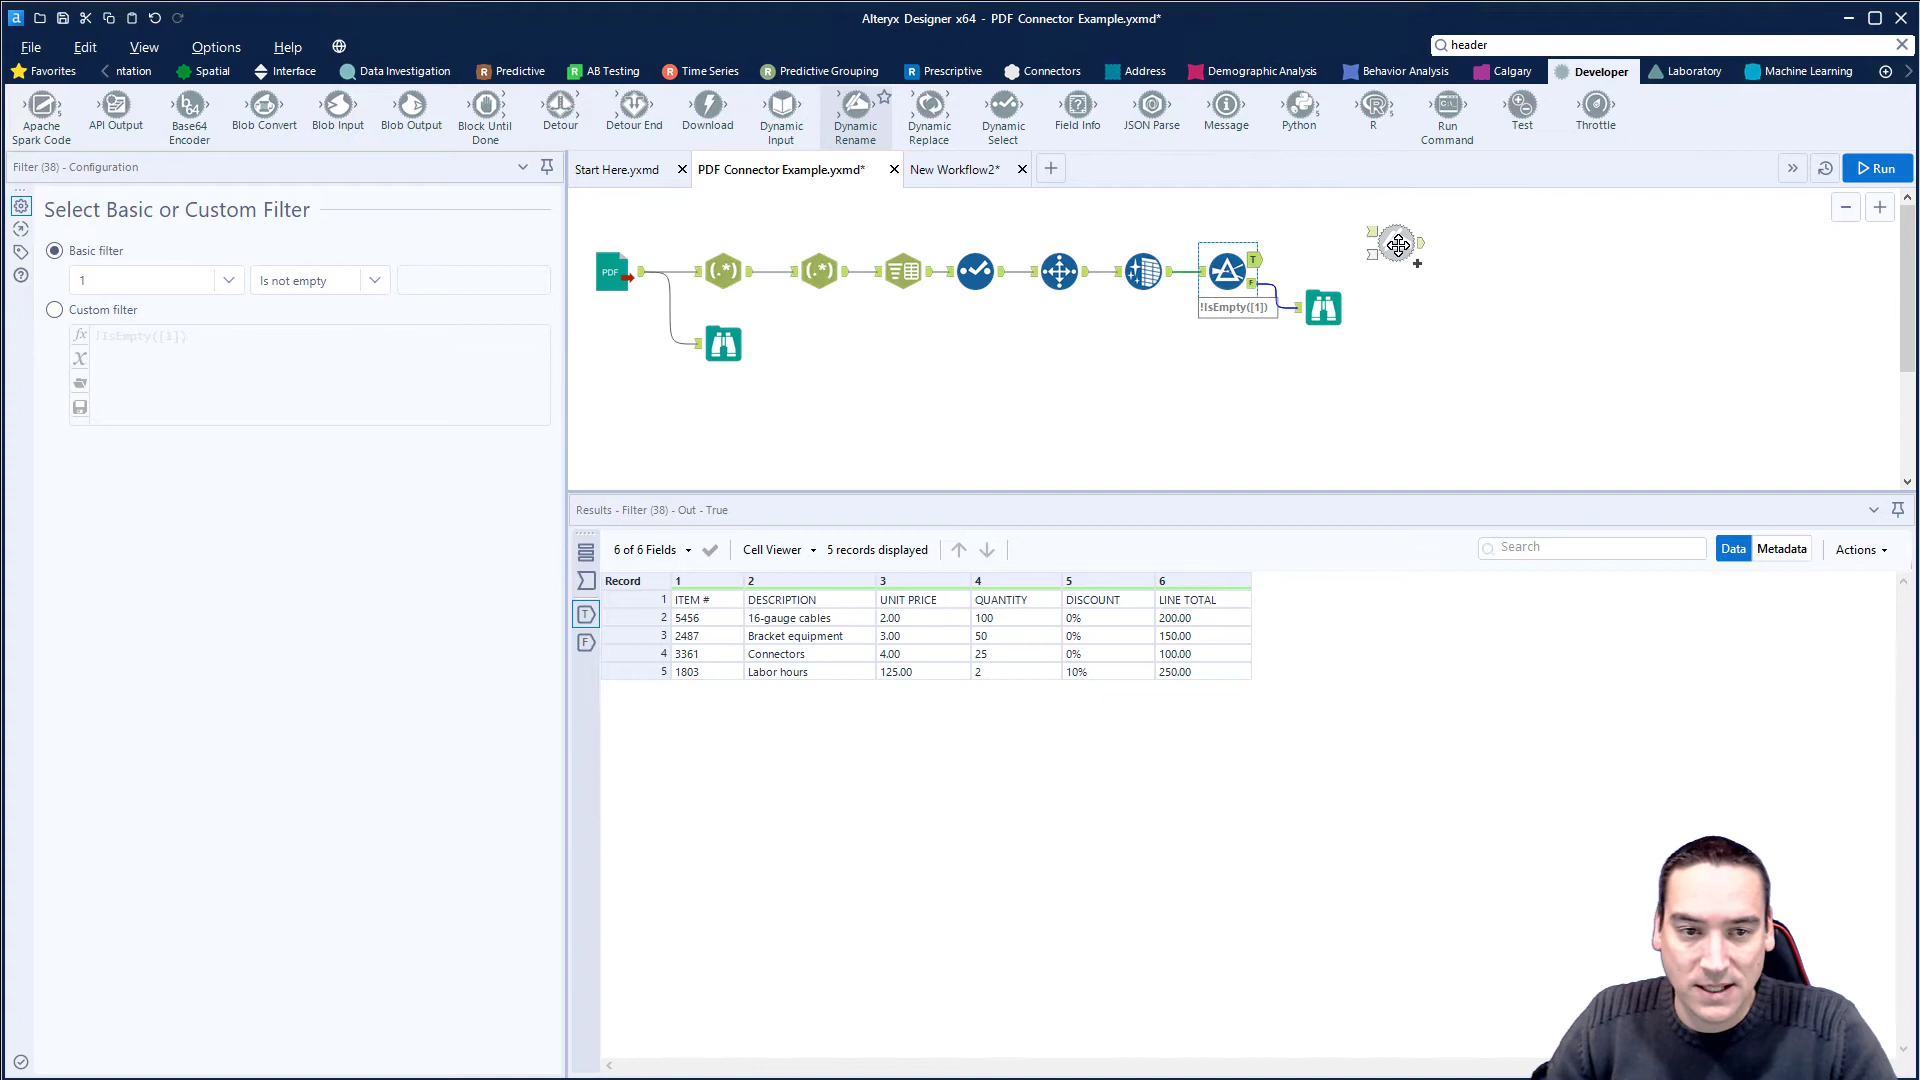 a
Alteryx Designer x64 - PDF Connector Example.yxmd*
File Edit View Options Help
header
Favorites ntation Spatial Interface Data Investigation Predictive AB Testing Time Series Predictive Grouping Prescriptive Connectors Address Demographic Analysis Behavior Analysis Calgary Developer Laboratory Machine Learning
Apache Spark Code
API Output
Base64 Encoder
Blob Convert
Blob Input
Blob Output
Block Until Done
Detour
Detour End
Download
Dynamic Input
Dynamic Rename
Dynamic Replace
Dynamic Select
Field Info
JSON Parse
Message
Python
R
Run Command
Test
Throttle
Filter (38) - Configuration
Start Here.yxmd
PDF Connector Example.yxmd*
New Workflow2*
Run
Select Basic or Custom Filter
Basic filter
1 Is not empty
Custom filter
!IsEmpty([1])
PDF
(.*)
(.*)
T
F
!IsEmpty([1])
Results - Filter (38) - Out - True
6 of 6 Fields Cell Viewer 5 records displayed Search Data Metadata Actions
T
F
Record 1 2 3 4 5 6
1 ITEM # DESCRIPTION UNIT PRICE QUANTITY DISCOUNT LINE TOTAL
2 5456 16-gauge cables 2.00 100 0% 200.00
3 2487 Bracket equipment 3.00 50 0% 150.00
4 3361 Connectors 4.00 25 0% 100.00
5 1803 Labor hours 125.00 2 10% 250.00